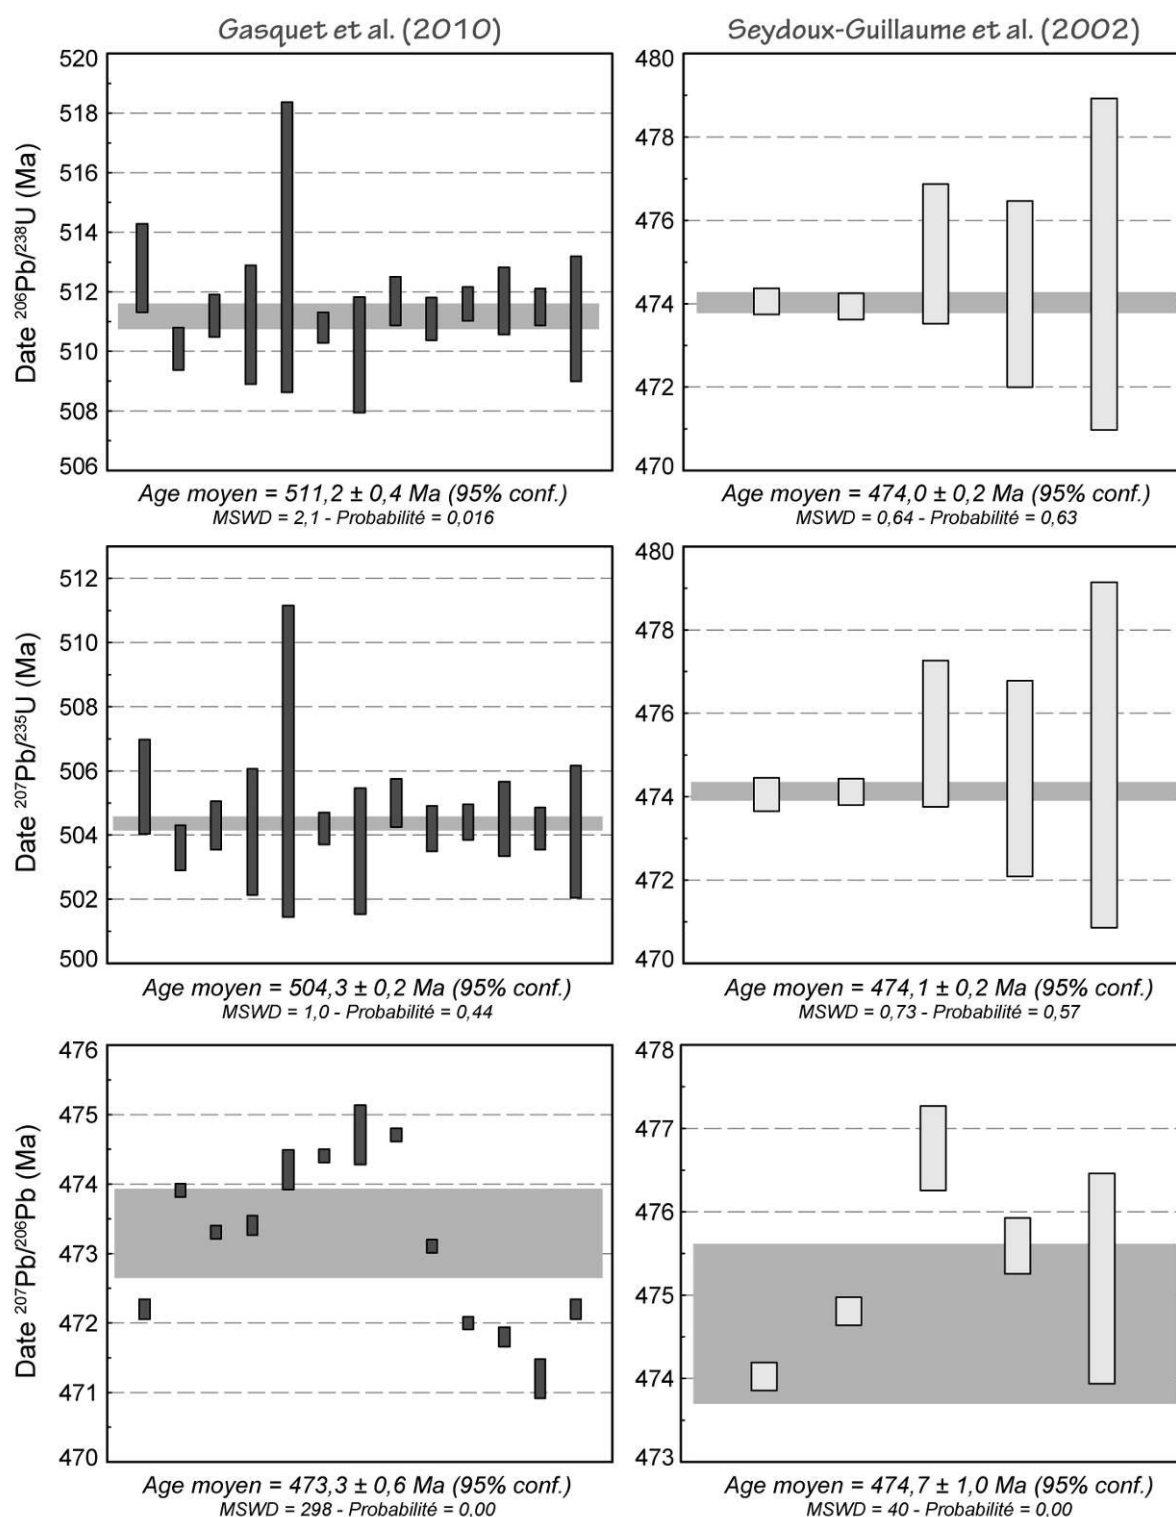 Gasquet et al. (2010)
Seydoux-Guillaume et al. (2002)
Date ²⁰⁶Pb/²³⁸U (Ma)
520
518
516
514
512
510
508
506
Age moyen = 511,2 ± 0,4 Ma (95% conf.)
MSWD = 2,1 - Probabilité = 0,016
480
478
476
474
472
470
Age moyen = 474,0 ± 0,2 Ma (95% conf.)
MSWD = 0,64 - Probabilité = 0,63
Date ²⁰⁷Pb/²³⁵U (Ma)
512
510
508
506
504
502
500
Age moyen = 504,3 ± 0,2 Ma (95% conf.)
MSWD = 1,0 - Probabilité = 0,44
480
478
476
474
472
470
Age moyen = 474,1 ± 0,2 Ma (95% conf.)
MSWD = 0,73 - Probabilité = 0,57
Date ²⁰⁷Pb/²⁰⁶Pb (Ma)
476
475
474
473
472
471
470
Age moyen = 473,3 ± 0,6 Ma (95% conf.)
MSWD = 298 - Probabilité = 0,00
478
477
476
475
474
473
Age moyen = 474,7 ± 1,0 Ma (95% conf.)
MSWD = 40 - Probabilité = 0,00